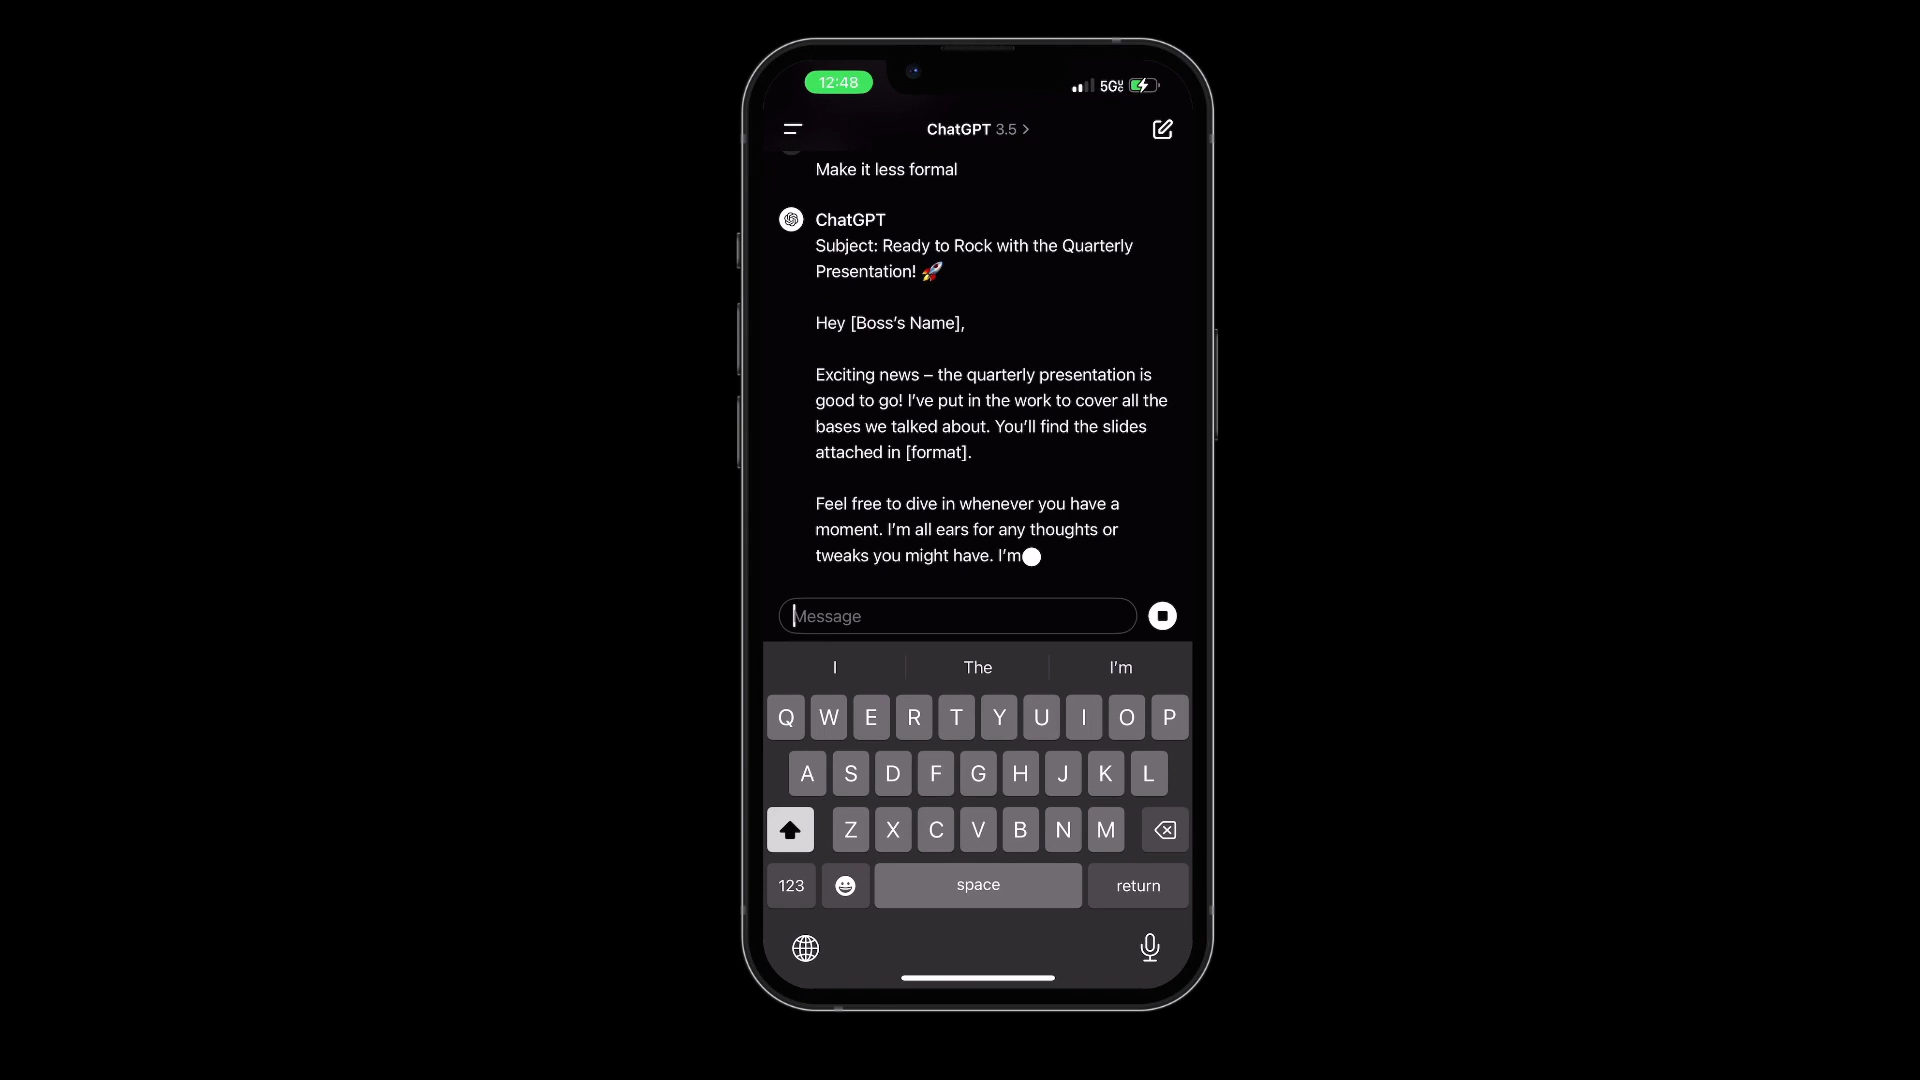 12:48
5G
ChatGPT 3.5 >
Make it less formal
ChatGPT
Subject: Ready to Rock with the Quarterly
Presentation! 🚀
Hey [Boss’s Name],
Exciting news – the quarterly presentation is
good to go! I’ve put in the work to cover all the
bases we talked about. You’ll find the slides
attached in [format].
Feel free to dive in whenever you have a
moment. I’m all ears for any thoughts or
tweaks you might have. I’m
Message
I The I’m
Q W E R T Y U I O P
A S D F G H J K L
Z X C V B N M
123 space return